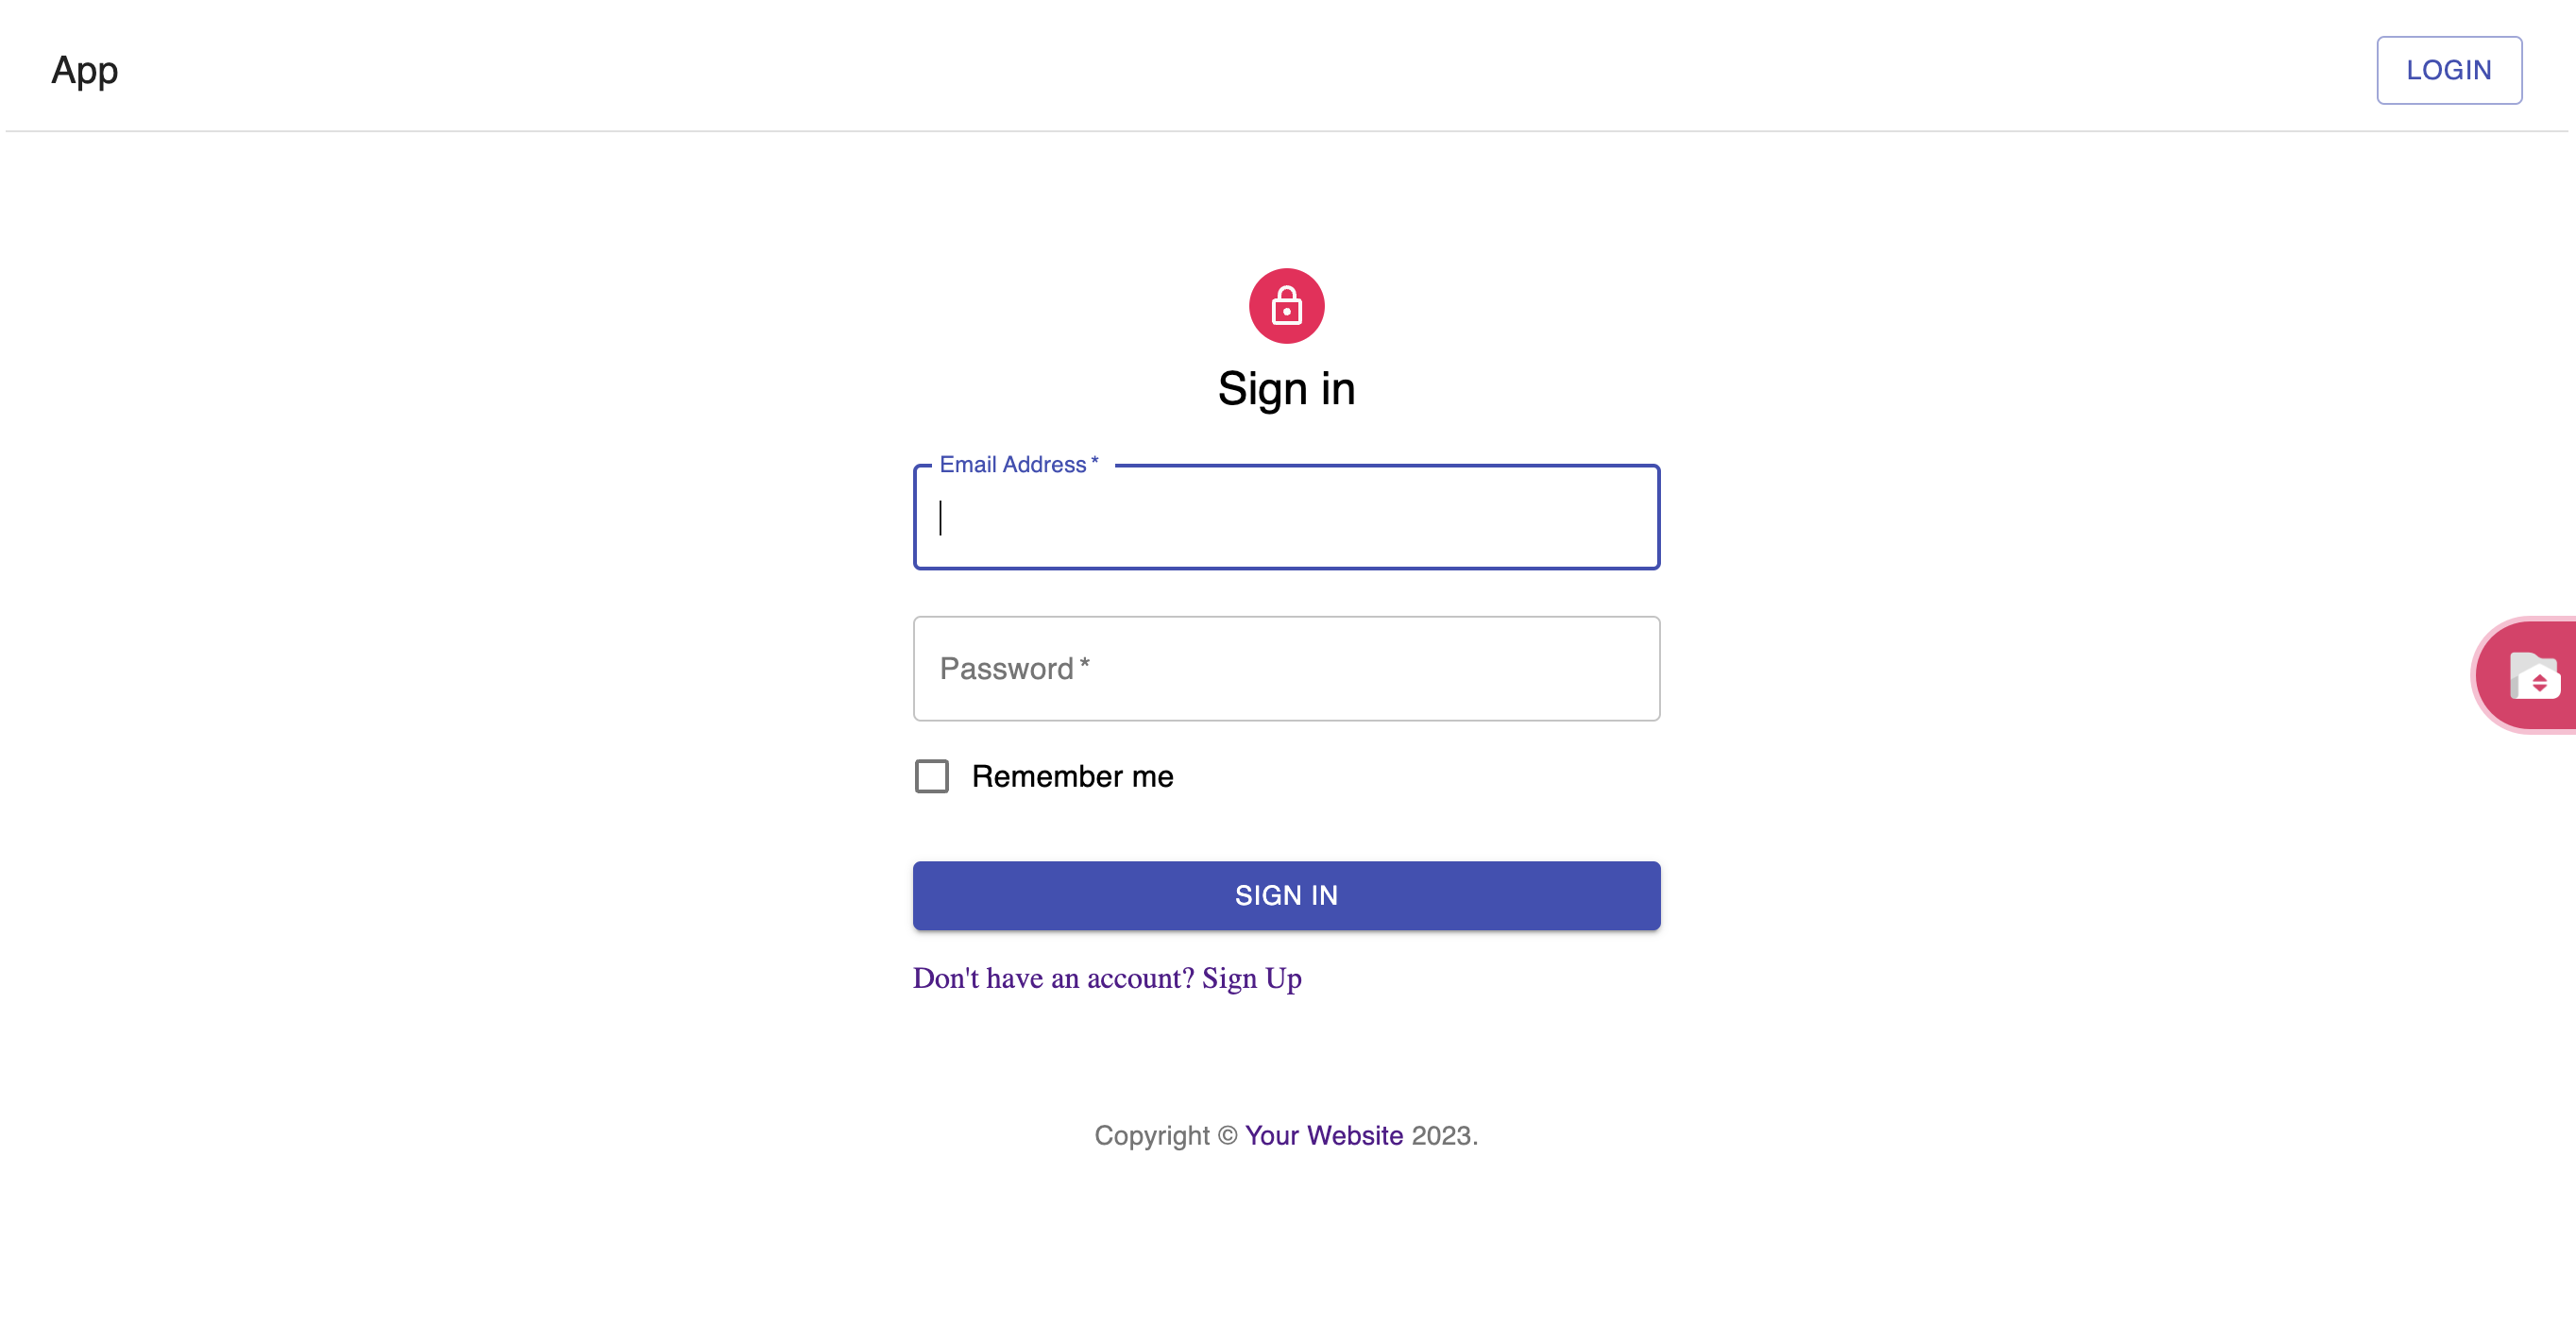 App
LOGIN
Sign in
Email Address *
Password *
Remember me
SIGN IN
Don't have an account? Sign Up
Copyright © Your Website 2023.